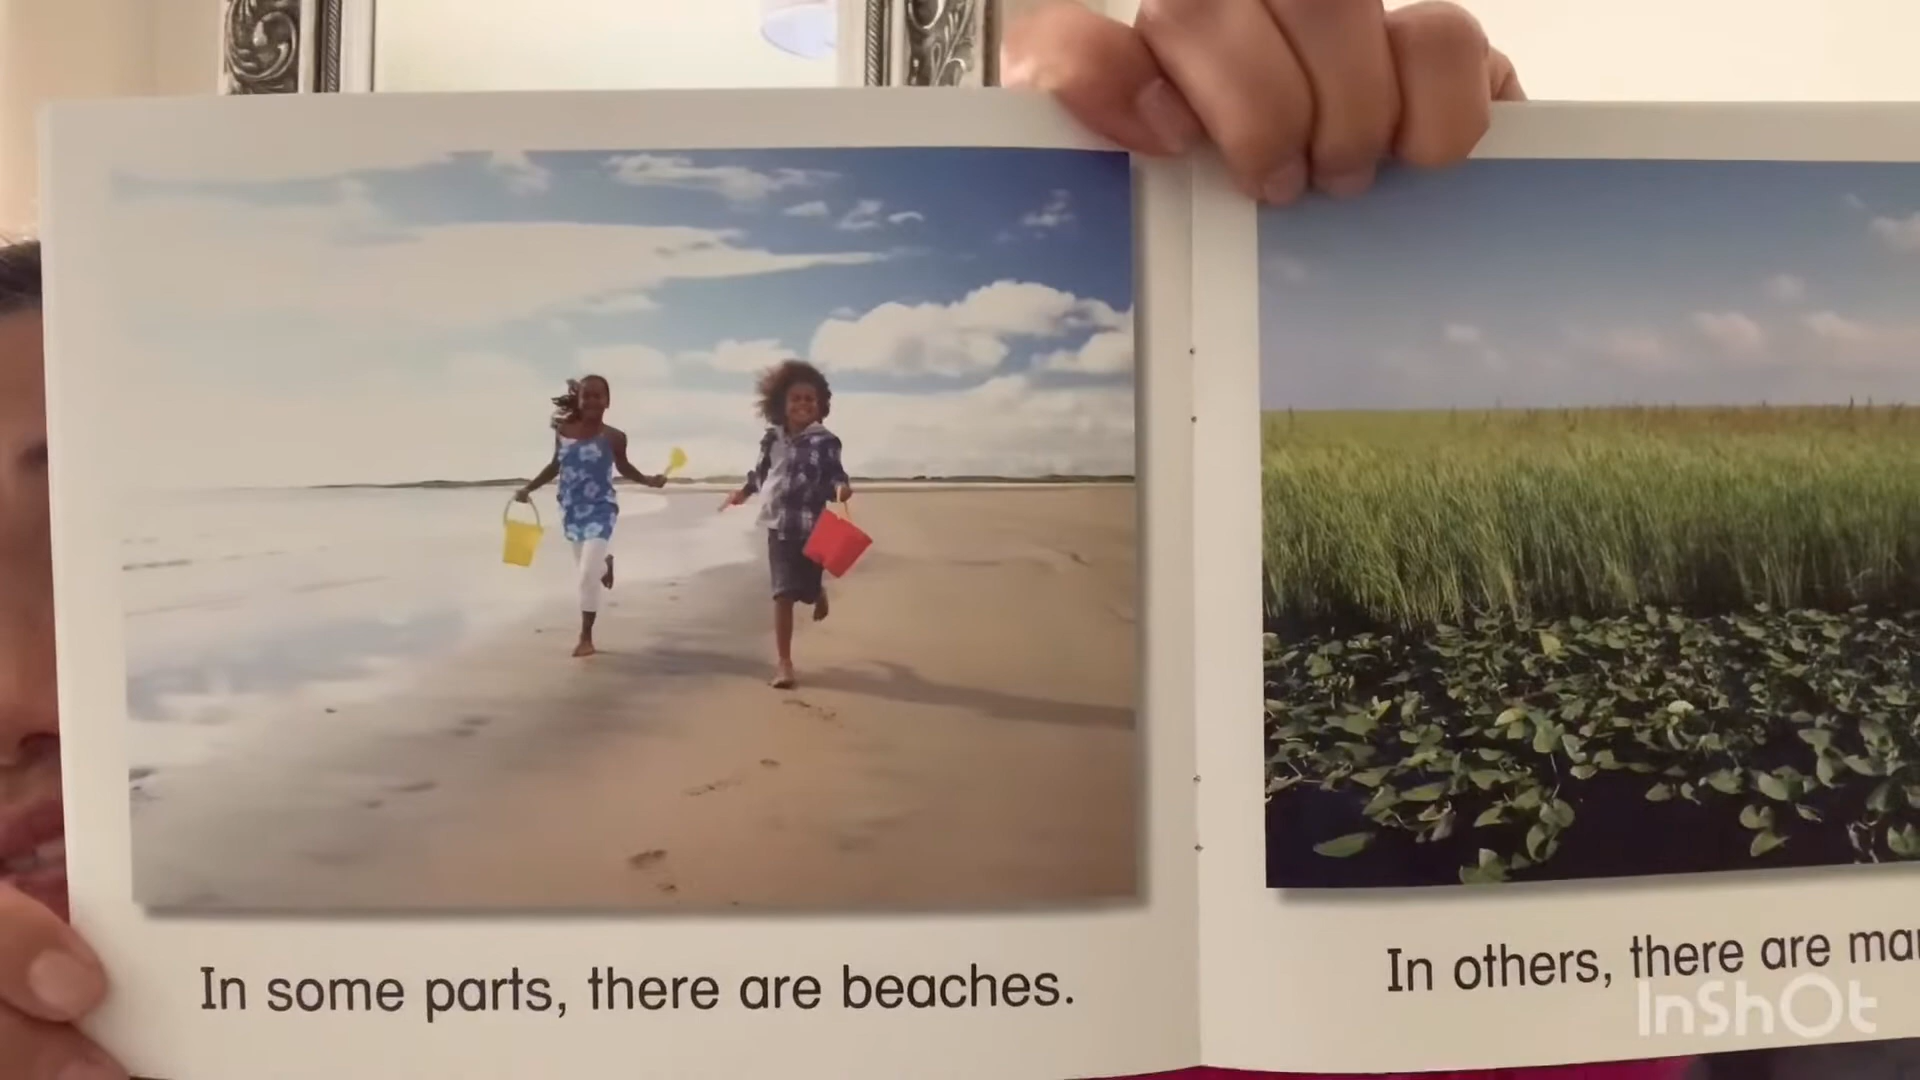 In some parts, there are beaches.
In others, there are
InShOt